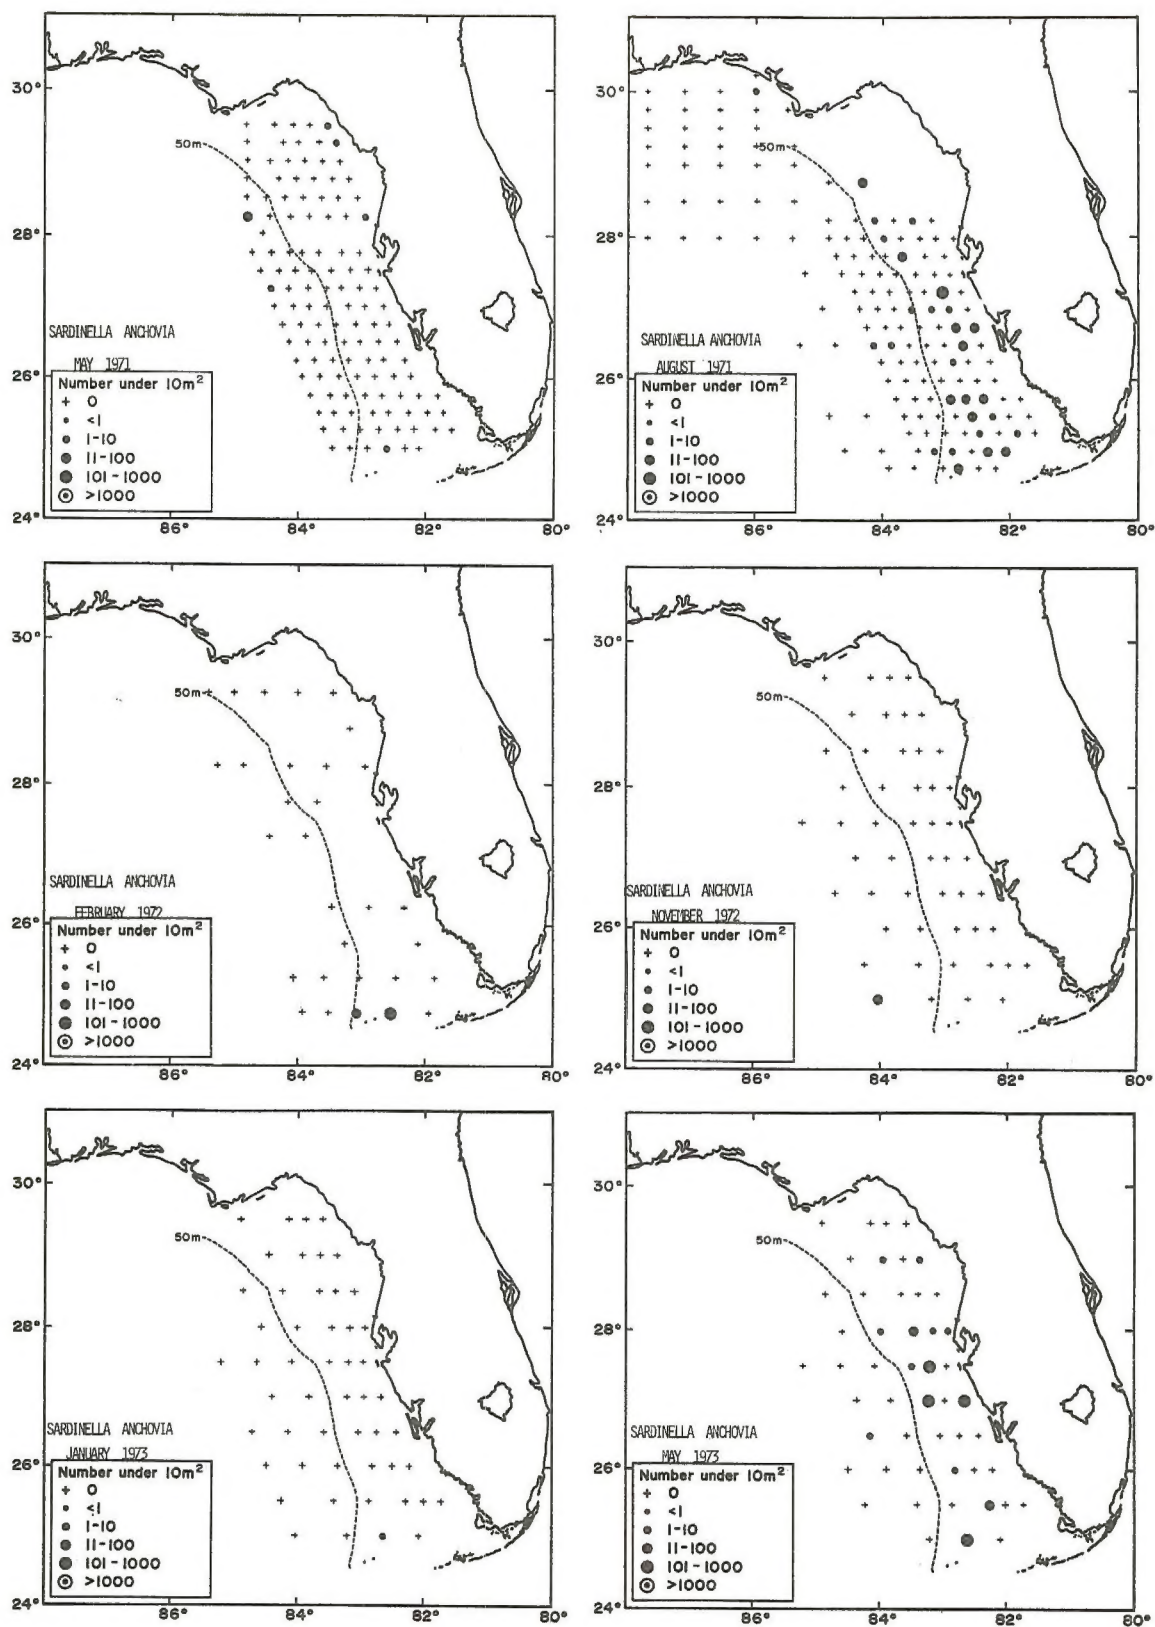 30°
50m
28°
SARDINELLA ANCHOVIA
MAY 1971
26°
Number under 10m²
+ 0
• <1
• 1-10
• 11-100
• 101-1000
⊙ >1000
24°
86° 84° 82° 80°
30°
50m
28°
SARDINELLA ANCHOVIA
AUGUST 1971
26°
Number under 10m²
+ 0
• <1
• 1-10
• 11-100
• 101-1000
⊙ >1000
24°
86° 84° 82° 80°
30°
50m
28°
SARDINELLA ANCHOVIA
FEBRUARY 1972
26°
Number under 10m²
+ 0
• <1
• 1-10
• 11-100
• 101-1000
⊙ >1000
24°
86° 84° 82° 80°
30°
50m
28°
SARDINELLA ANCHOVIA
NOVEMBER 1972
26°
Number under 10m²
+ 0
• <1
• 1-10
• 11-100
• 101-1000
⊙ >1000
24°
86° 84° 82° 80°
30°
50m
28°
SARDINELLA ANCHOVIA
JANUARY 1973
26°
Number under 10m²
+ 0
• <1
• 1-10
• 11-100
• 101-1000
⊙ >1000
24°
86° 84° 82° 80°
30°
50m
28°
SARDINELLA ANCHOVIA
MAY 1973
26°
Number under 10m²
+ 0
• <1
• 1-10
• 11-100
• 101-1000
⊙ >1000
24°
86° 84° 82° 80°